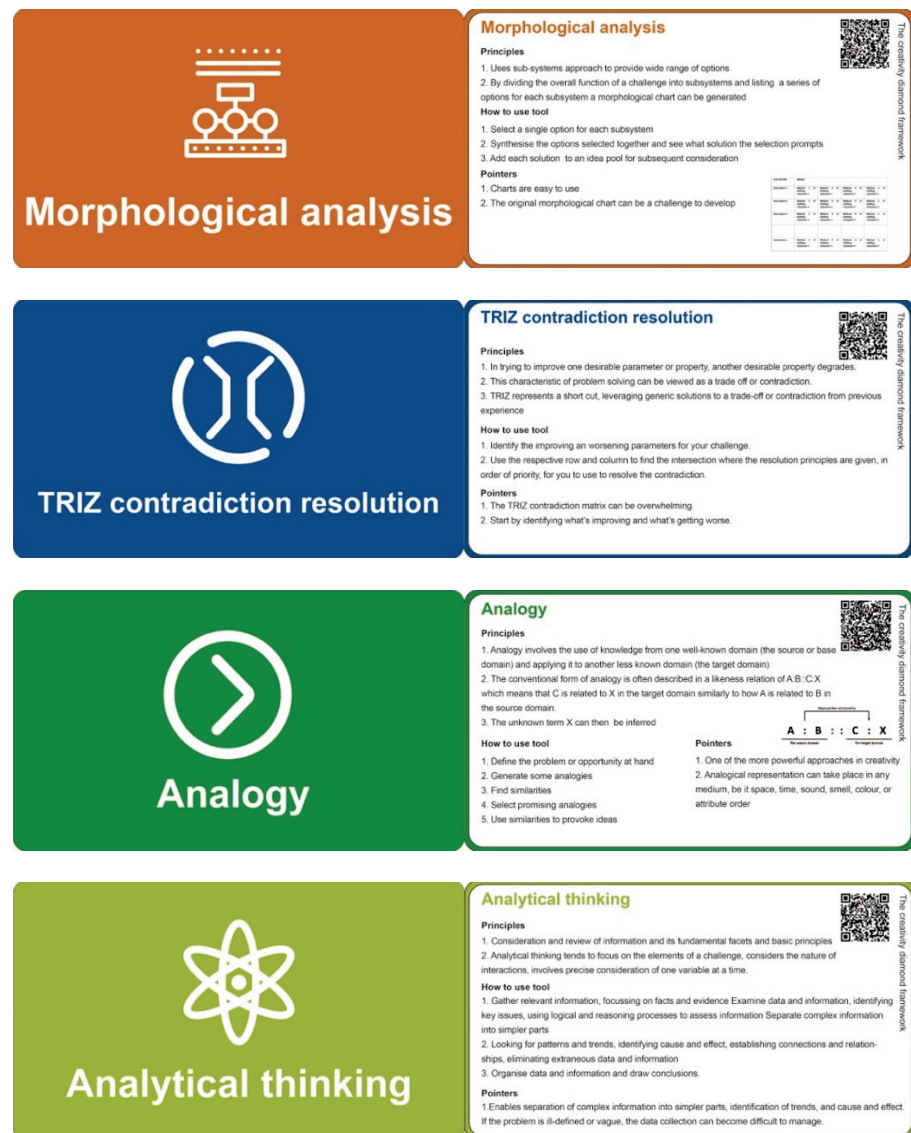 Morphological analysis
Morphological analysis
Principles
1. Uses sub-systems approach to provide wide range of options
2. By dividing the overall function of a challenge into subsystems and listing a series of
options for each subsystem a morphological chart can be generated
How to use tool
1. Select a single option for each subsystem
2. Synthesise the options selected together and see what solution the selection prompts
3. Add each solution to an idea pool for subsequent consideration
Pointers
1. Charts are easy to use
2. The original morphological chart can be a challenge to develop
The creativity diamond framework
TRIZ contradiction resolution
TRIZ contradiction resolution
Principles
1. In trying to improve one desirable parameter or property, another desirable property degrades.
2. This characteristic of problem solving can be viewed as a trade off or contradiction.
3. TRIZ represents a short cut, leveraging generic solutions to a trade-off or contradiction from previous
experience
How to use tool
1. Identify the improving an worsening parameters for your challenge.
2. Use the respective row and column to find the intersection where the resolution principles are given, in
order of priority, for you to use to resolve the contradiction.
Pointers
1. The TRIZ contradiction matrix can be overwhelming.
2. Start by identifying what's improving and what's getting worse.
The creativity diamond framework
Analogy
Analogy
Principles
1. Analogy involves the use of knowledge from one well-known domain (the source or base
domain) and applying it to another less known domain (the target domain)
2. The conventional form of analogy is often described in a likeness relation of A:B::C:X
which means that C is related to X in the target domain similarly to how A is related to B in
the source domain.
3. The unknown term X can then be inferred
A : B : : C : X
The source domain The target domain
How to use tool
1. Define the problem or opportunity at hand
2. Generate some analogies
3. Find similarities
4. Select promising analogies
5. Use similarities to provoke ideas
Pointers
1. One of the more powerful approaches in creativity
2. Analogical representation can take place in any
medium, be it space, time, sound, smell, colour, or
attribute order
The creativity diamond framework
Analytical thinking
Analytical thinking
Principles
1. Consideration and review of information and its fundamental facets and basic principles
2. Analytical thinking tends to focus on the elements of a challenge, considers the nature of
interactions, involves precise consideration of one variable at a time.
How to use tool
1. Gather relevant information, focussing on facts and evidence Examine data and information, identifying
key issues, using logical and reasoning processes to assess information Separate complex information
into simpler parts
2. Looking for patterns and trends, identifying cause and effect, establishing connections and relation-
ships, eliminating extraneous data and information
3. Organise data and information and draw conclusions.
Pointers
1.Enables separation of complex information into simpler parts, identification of trends, and cause and effect.
If the problem is ill-defined or vague, the data collection can become difficult to manage.
The creativity diamond framework